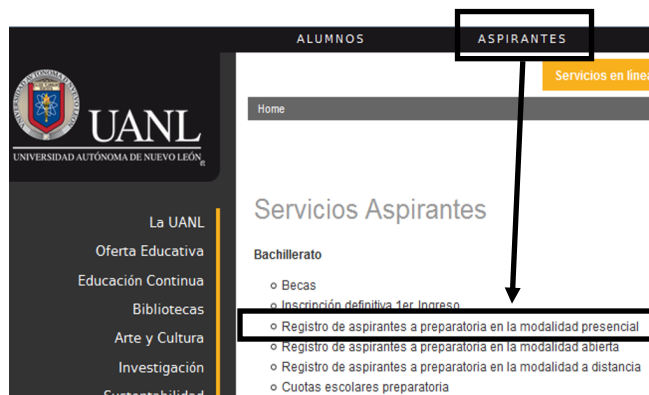 ALUMNOS
ASPIRANTES
Servicios en línea
Home
UANL
UNIVERSIDAD AUTÓNOMA DE NUEVO LEÓN
La UANL
Oferta Educativa
Educación Continua
Bibliotecas
Arte y Cultura
Investigación
Sustentabilidad
Servicios Aspirantes
Bachillerato
Becas
Inscripción definitiva 1er. Ingreso
Registro de aspirantes a preparatoria en la modalidad presencial
Registro de aspirantes a preparatoria en la modalidad abierta
Registro de aspirantes a preparatoria en la modalidad a distancia
Cuotas escolares preparatoria